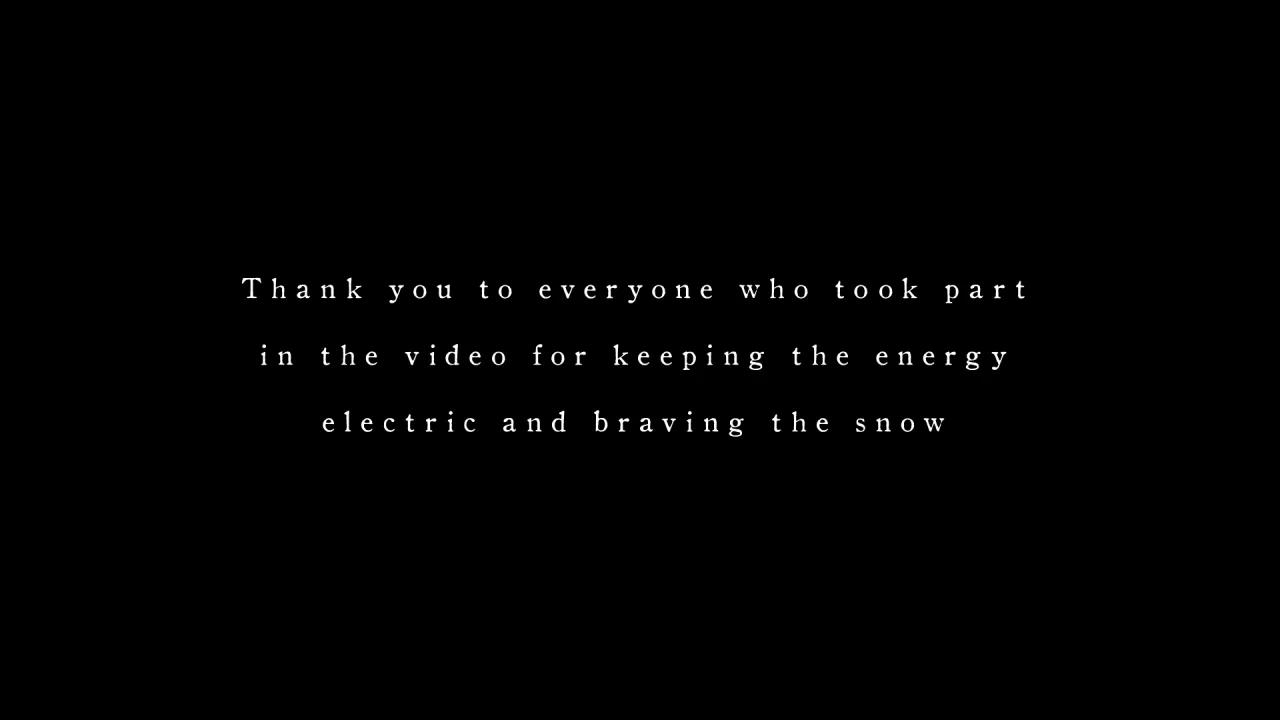 Thank you to everyone who took part
in the video for keeping the energy
electric and braving the snow